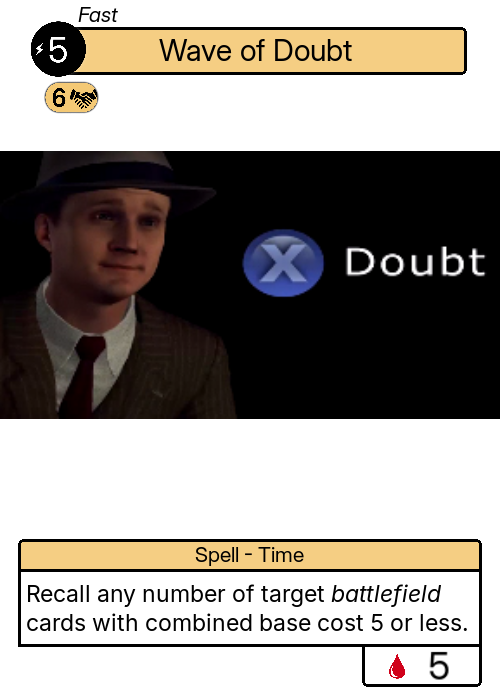 Fast
5
Wave of Doubt
6
X Doubt
Spell - Time
Recall any number of target battlefield
cards with combined base cost 5 or less.
5